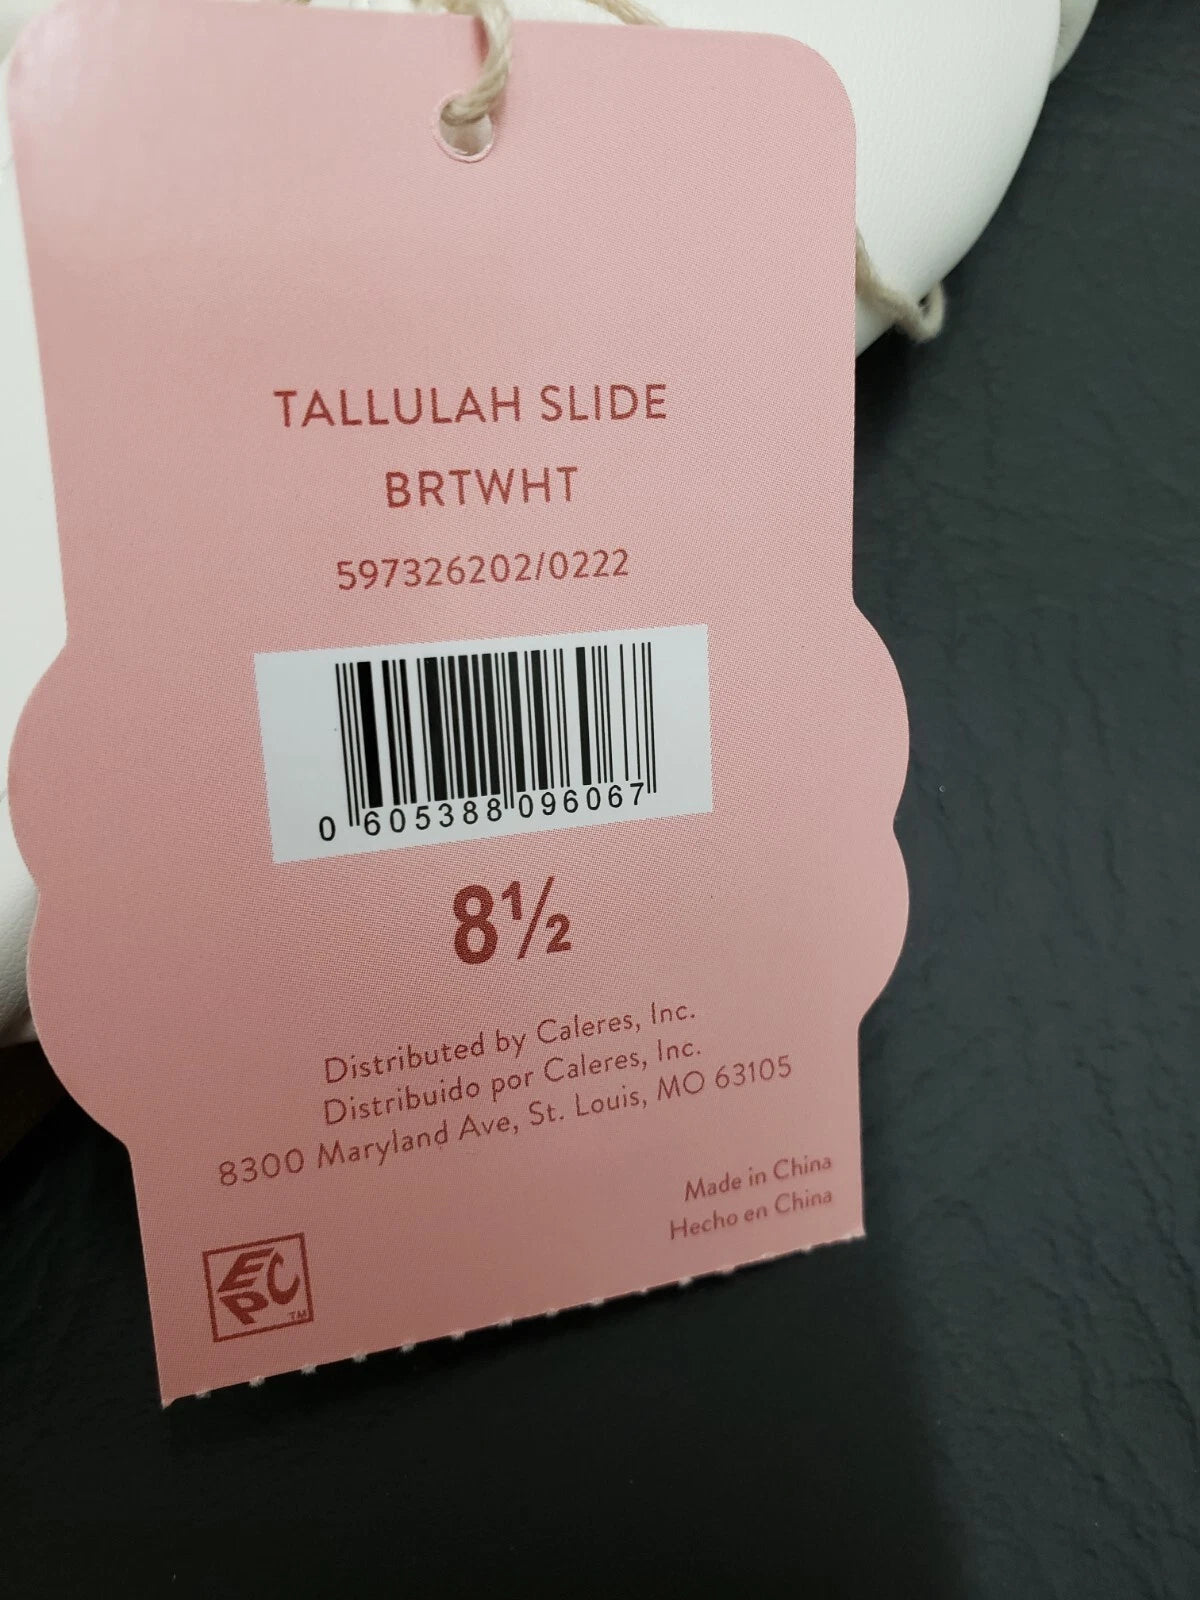 TALLULAH SLIDE
BRTWHT
597326202/0222
0 605388 096067
8½
Distributed by Caleres, Inc.
Distribuido por Caleres, Inc.
8300 Maryland Ave, St. Louis, MO 63105
Made in China
Hecho en China
EPC TM